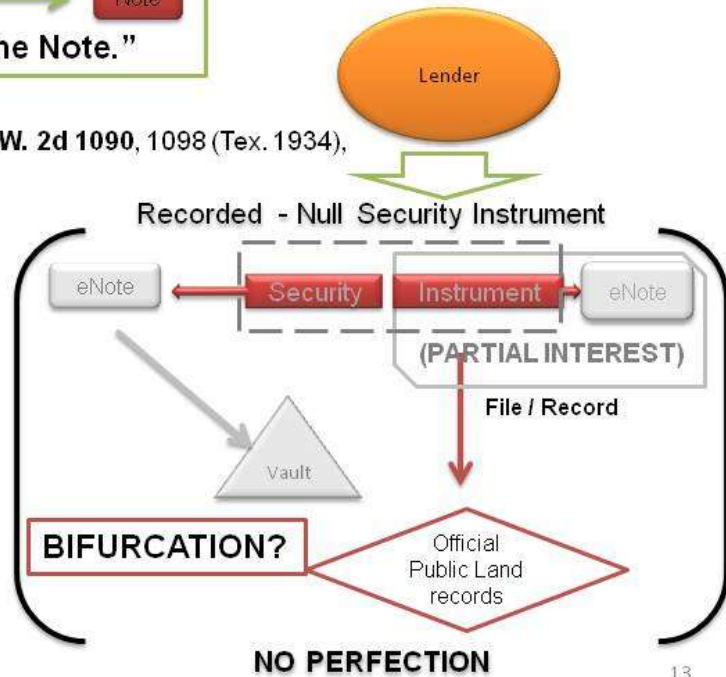 Note
ne Note."
Lender
W. 2d 1090, 1098 (Tex. 1934),
Recorded - Null Security Instrument
eNote
Security
Instrument
eNote
(PARTIAL INTEREST)
File / Record
Vault
BIFURCATION?
Official
Public Land
records
NO PERFECTION
13